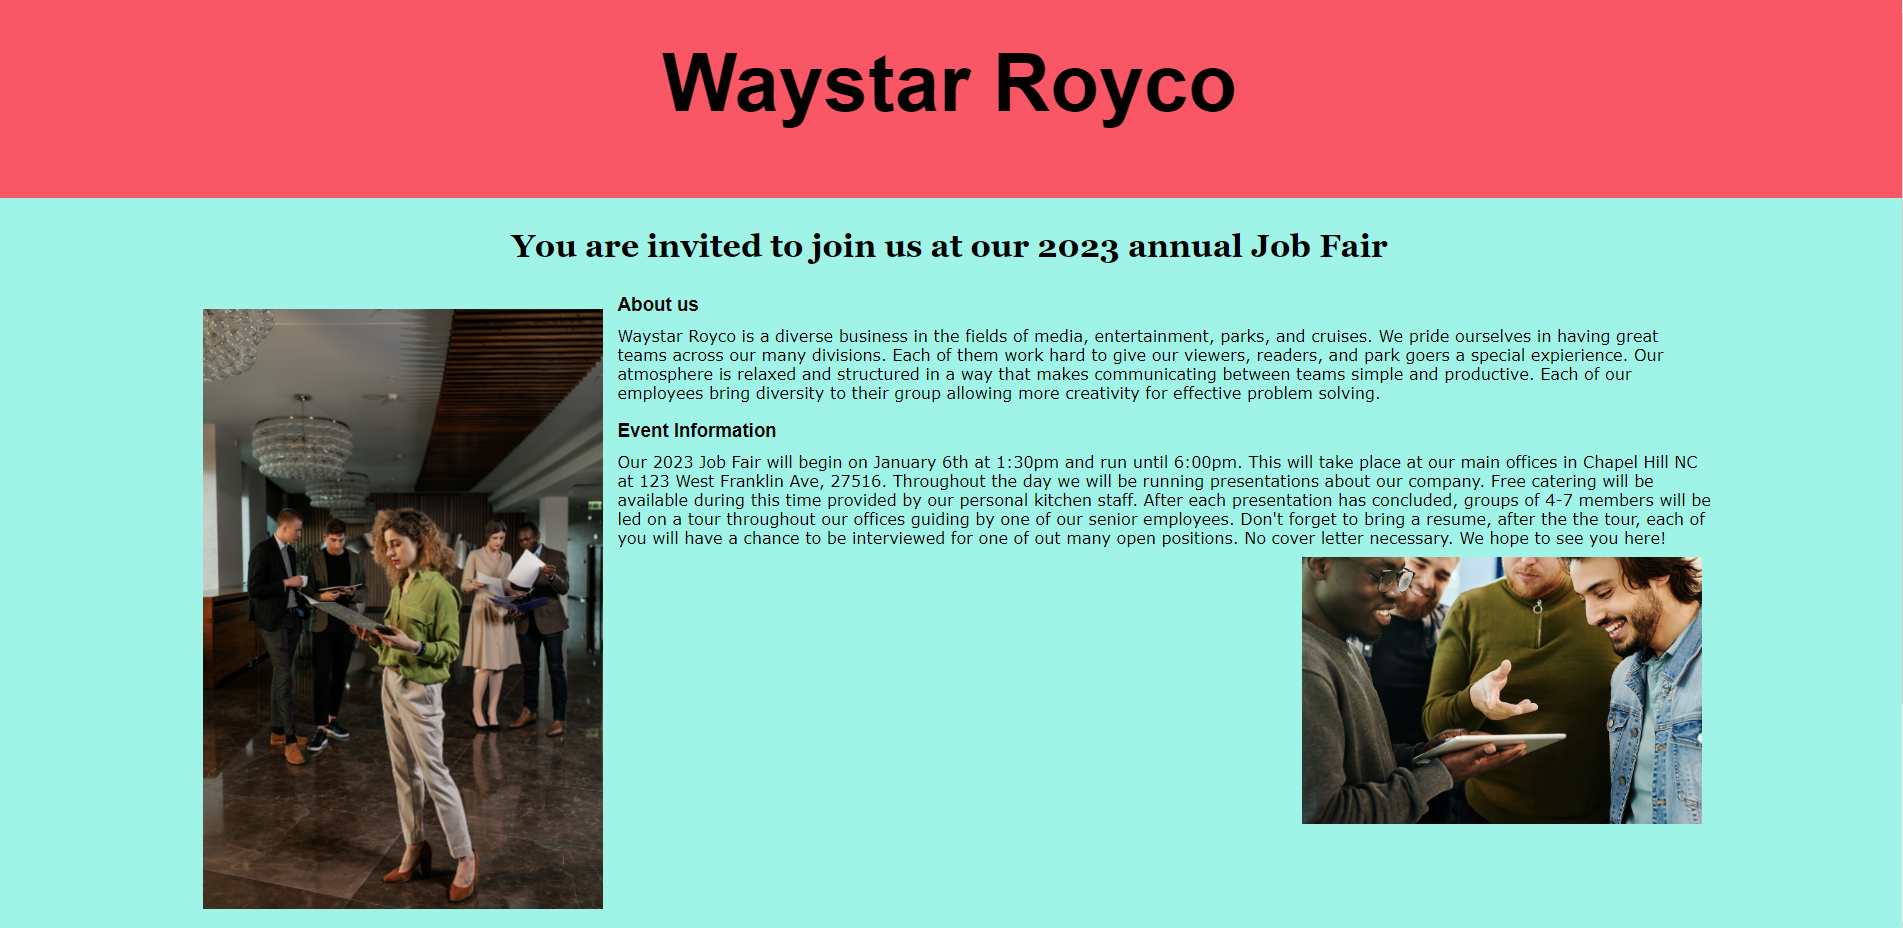 Waystar Royco
You are invited to join us at our 2023 annual Job Fair
About us
Waystar Royco is a diverse business in the fields of media, entertainment, parks, and cruises. We pride ourselves in having great
teams across our many divisions. Each of them work hard to give our viewers, readers, and park goers a special expierience. Our
atmosphere is relaxed and structured in a way that makes communicating between teams simple and productive. Each of our
employees bring diversity to their group allowing more creativity for effective problem solving.
Event Information
Our 2023 Job Fair will begin on January 6th at 1:30pm and run until 6:00pm. This will take place at our main offices in Chapel Hill NC
at 123 West Franklin Ave, 27516. Throughout the day we will be running presentations about our company. Free catering will be
available during this time provided by our personal kitchen staff. After each presentation has concluded, groups of 4-7 members will be
led on a tour throughout our offices guiding by one of our senior employees. Don't forget to bring a resume, after the the tour, each of
you will have a chance to be interviewed for one of out many open positions. No cover letter necessary. We hope to see you here!